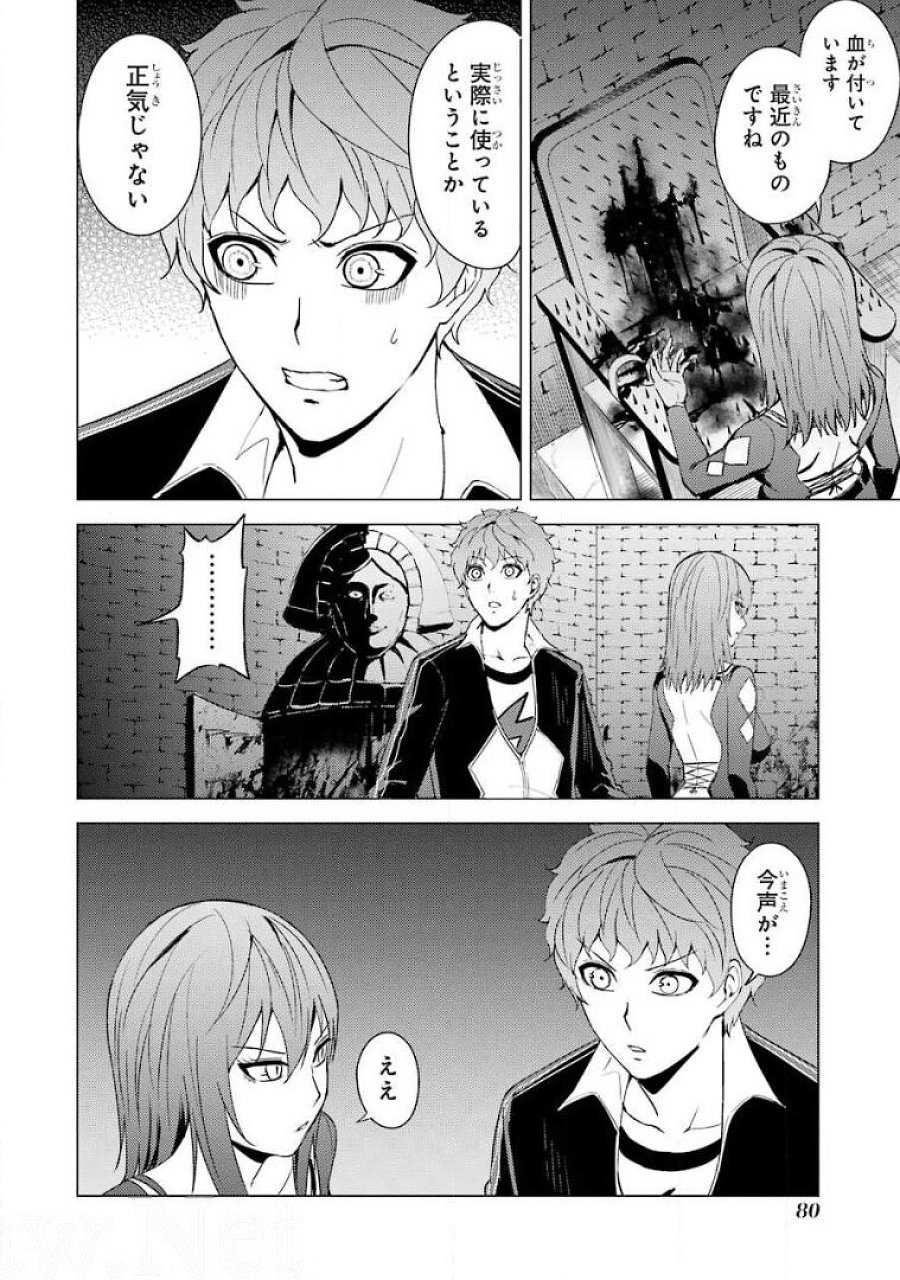 血が付いて
います
最近のもの
ですね
実際に使っている
ということか
正気じゃない
…………
今声が…
ええ
80
tw.Net